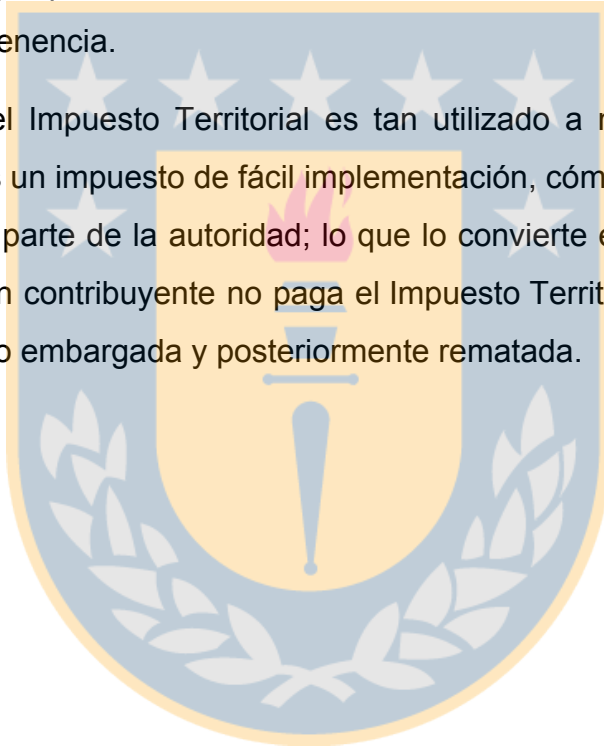 enencia.
el Impuesto Territorial es tan utilizado a
un impuesto de fácil implementación, cóm
parte de la autoridad; lo que lo convierte
n contribuyente no paga el Impuesto Territ
o embargada y posteriormente rematada.